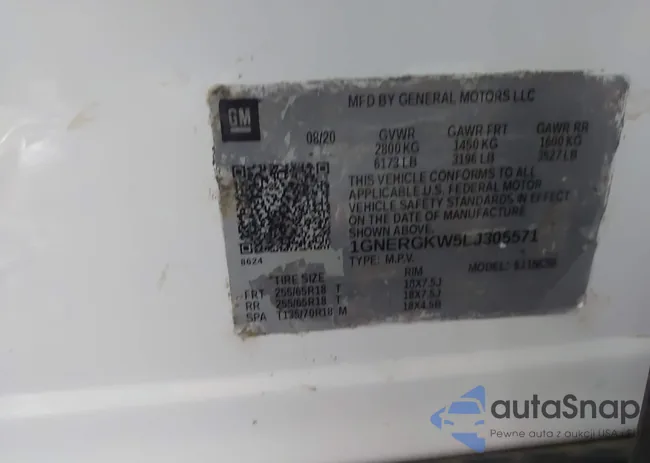 GM
MFD BY GENERAL MOTORS LLC
08/20 GVWR GAWR FRT GAWR RR
2800 KG 1450 KG 1600 KG
6173 LB 3196 LB 3527 LB
THIS VEHICLE CONFORMS TO ALL
APPLICABLE U.S. FEDERAL MOTOR
VEHICLE SAFETY STANDARDS IN EFFECT
ON THE DATE OF MANUFACTURE
SHOWN ABOVE.
1GNERGKW5LJ305571
8624
TYPE: M.P.V. MODEL:
TIRE SIZE RIM
FRT 255/65R18 T 18X7.5J
RR 255/65R18 T 18X7.5J
SPA T135/70R18 M 18X4.5B
autaSnap
Pewne auta z aukcji USA